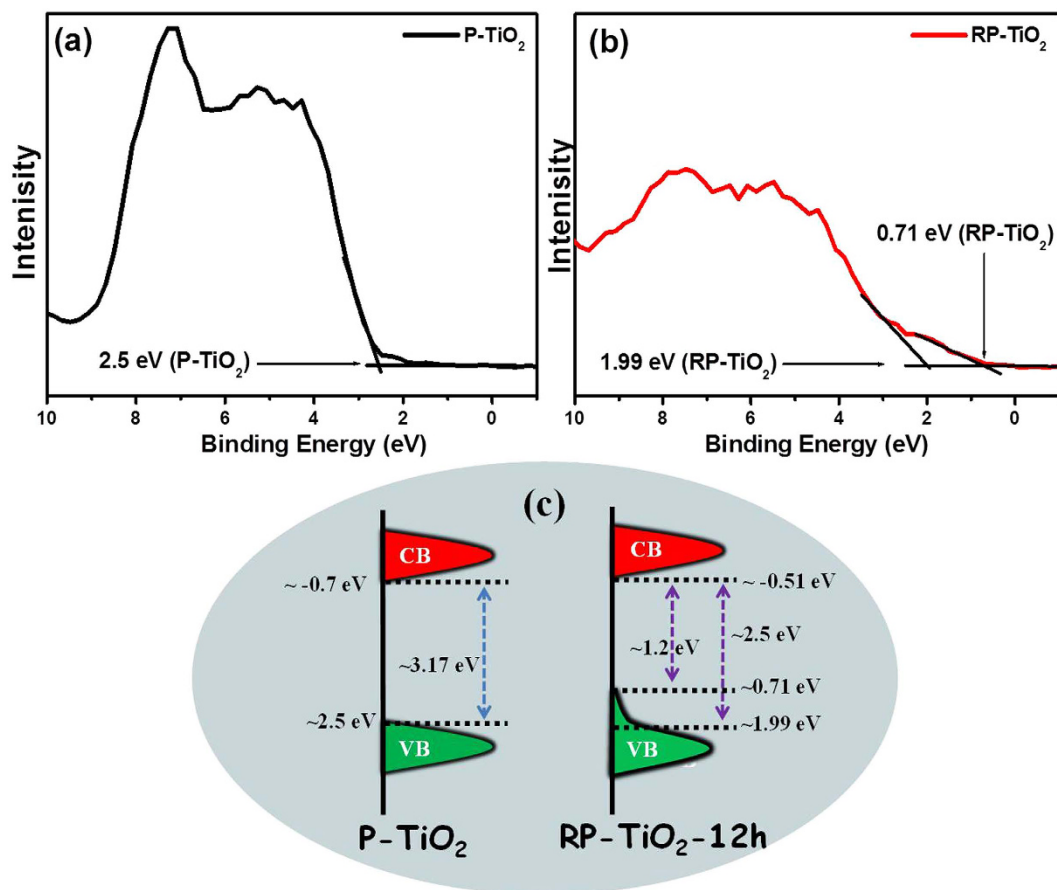 (a)
P-TiO₂
Intenisity
2.5 eV (P-TiO₂)
10 8 6 4 2 0
Binding Energy (eV)
(b)
RP-TiO₂
Intenisity
0.71 eV (RP-TiO₂)
1.99 eV (RP-TiO₂)
10 8 6 4 2 0
Binding Energy (eV)
(c)
CB
~ -0.7 eV
~3.17 eV
~2.5 eV
VB
P-TiO₂
CB
~ -0.51 eV
~2.5 eV
~1.2 eV
~0.71 eV
~1.99 eV
VB
RP-TiO₂-12h